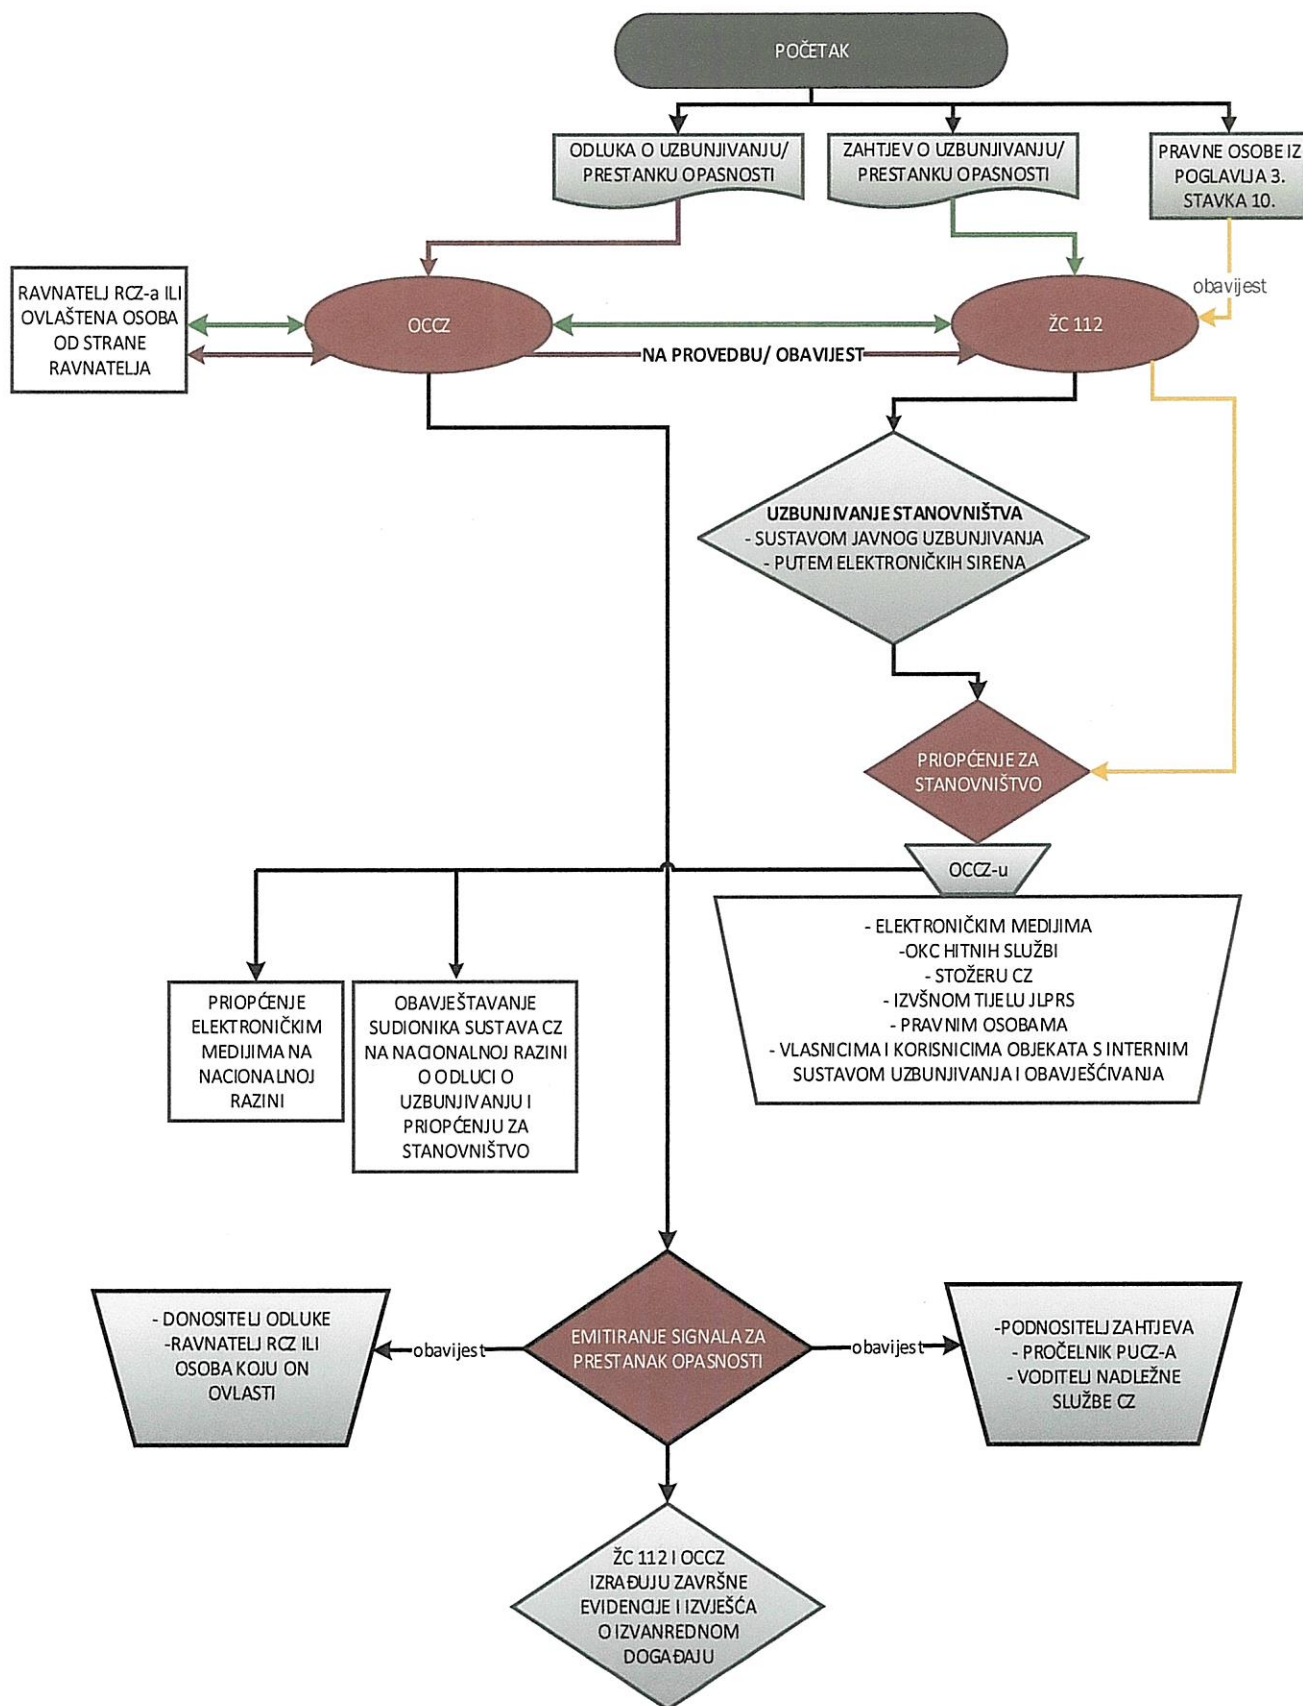 POČETAK
ODLUKA O UZBUNJIVANJU/
PRESTANKU OPASNOSTI
ZAHTJEV O UZBUNJIVANJU/
PRESTANKU OPASNOSTI
PRAVNE OSOBE IZ
POGLAVLJA 3.
STAVKA 10.
RAVNATELJ RCZ-a ILI
OVLAŠTENA OSOBA
OD STRANE
RAVNATELJA
OCCZ
NA PROVEDBU/ OBAVIJEST
ŽC 112
obavijest
UZBUNJIVANJE STANOVNIŠTVA
- SUSTAVOM JAVNOG UZBUNJIVANJA
- PUTEM ELEKTRONIČKIH SIRENA
PRIOPĆENJE ZA
STANOVNIŠTVO
OCCZ-u
- ELEKTRONIČKIM MEDIJIMA
-OKC HITNIH SLUŽBI
- STOŽERU CZ
- IZVŠNOM TIJELU JLPRS
- PRAVNIM OSOBAMA
- VLASNICIMA I KORISNICIMA OBJEKATA S INTERNIM
SUSTAVOM UZBUNJIVANJA I OBAVJEŠĆIVANJA
PRIOPĆENJE
ELEKTRONIČKIM
MEDIJIMA NA
NACIONALNOJ
RAZINI
OBAVJEŠTAVANJE
SUDIONIKA SUSTAVA CZ
NA NACIONALNOJ RAZINI
O ODLUCI O
UZBUNJIVANJU I
PRIOPĆENJU ZA
STANOVNIŠTVO
- DONOSITELJ ODLUKE
-RAVNATELJ RCZ ILI
OSOBA KOJU ON
OVLASTI
obavijest
EMITIRANJE SIGNALA ZA
PRESTANAK OPASNOSTI
obavijest
-PODNOSITELJ ZAHTJEVA
- PROČELNIK PUCZ-A
- VODITELJ NADLEŽNE
SLUŽBE CZ
ŽC 112 I OCCZ
IZRAĐUJU ZAVRŠNE
EVIDENCIJE I IZVJEŠĆA
O IZVANREDNOM
DOGAĐAJU